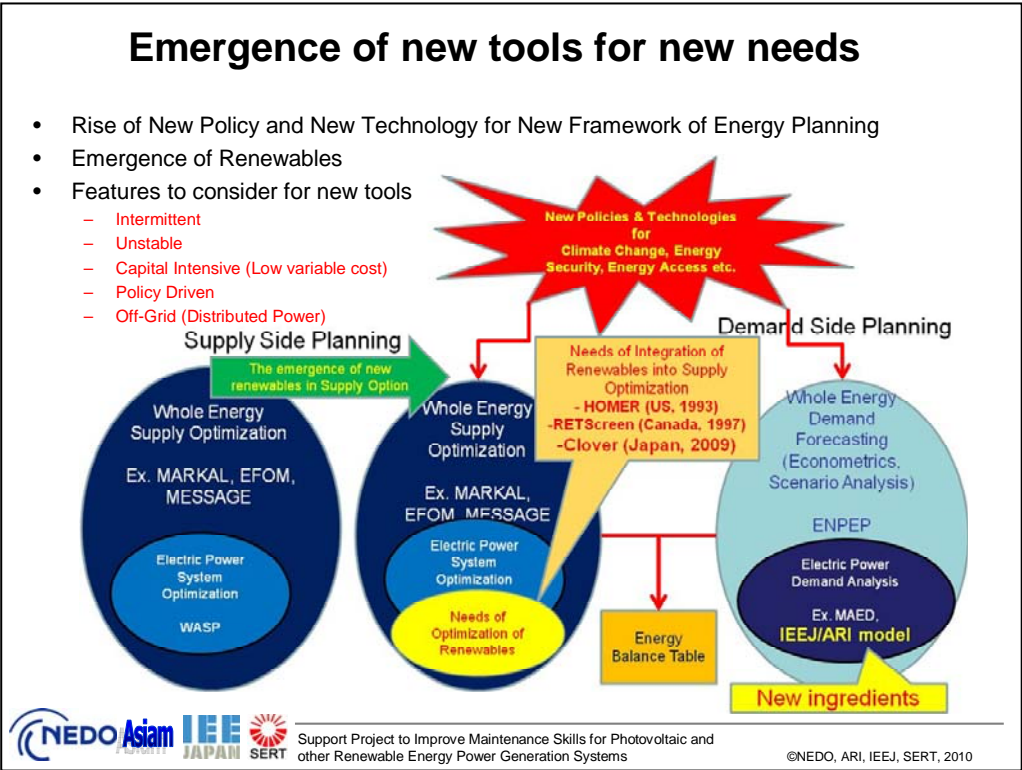 Emergence of new tools for new needs
• Rise of New Policy and New Technology for New Framework of Energy Planning
• Emergence of Renewables
• Features to consider for new tools
– Intermittent
– Unstable
– Capital Intensive (Low variable cost)
– Policy Driven
– Off-Grid (Distributed Power)
New Policies & Technologies
for
Climate Change, Energy
Security, Energy Access etc.
Supply Side Planning
Demand Side Planning
The emergence of new
renewables in Supply Option
Whole Energy
Supply Optimization
Ex. MARKAL, EFOM,
MESSAGE
Electric Power
System
Optimization
WASP
Whole Energy
Supply
Optimization
Ex. MARKAL,
EFOM, MESSAGE
Electric Power
System
Optimization
Needs of
Optimization of
Renewables
Needs of Integration of
Renewables into Supply
Optimization
- HOMER (US, 1993)
-RETScreen (Canada, 1997)
-Clover (Japan, 2009)
Energy
Balance Table
Whole Energy
Demand
Forecasting
(Econometrics,
Scenario Analysis)
ENPEP
Electric Power
Demand Analysis
Ex. MAED,
IEEJ/ARI model
New ingredients
NEDO
Asiam
IEE
JAPAN
SERT
Support Project to Improve Maintenance Skills for Photovoltaic and
other Renewable Energy Power Generation Systems
©NEDO, ARI, IEEJ, SERT, 2010